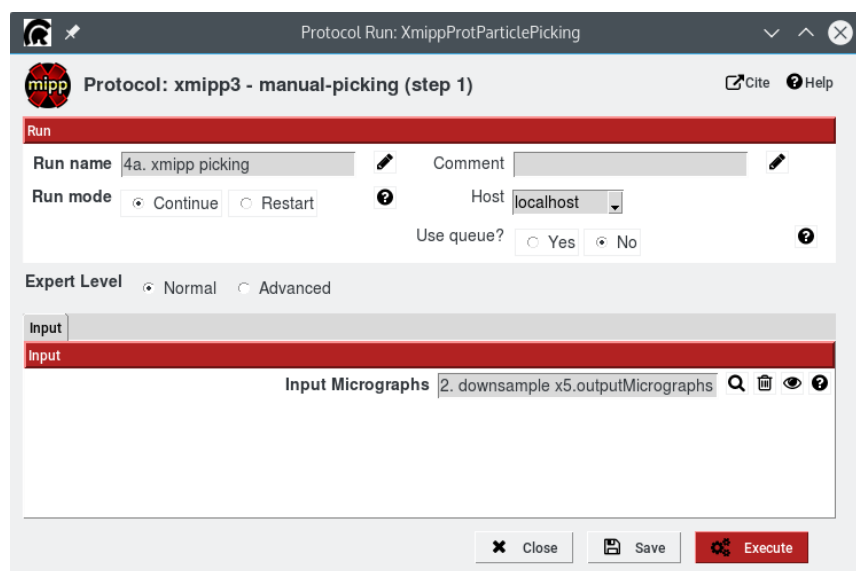 Protocol Run: XmippProtParticlePicking
mipp Protocol: xmipp3 - manual-picking (step 1) Cite Help
Run
Run name 4a. xmipp picking Comment
Run mode Continue Restart Host localhost
Use queue? Yes No
Expert Level Normal Advanced
Input
Input
Input Micrographs 2. downsample x5.outputMicrographs
Close Save Execute